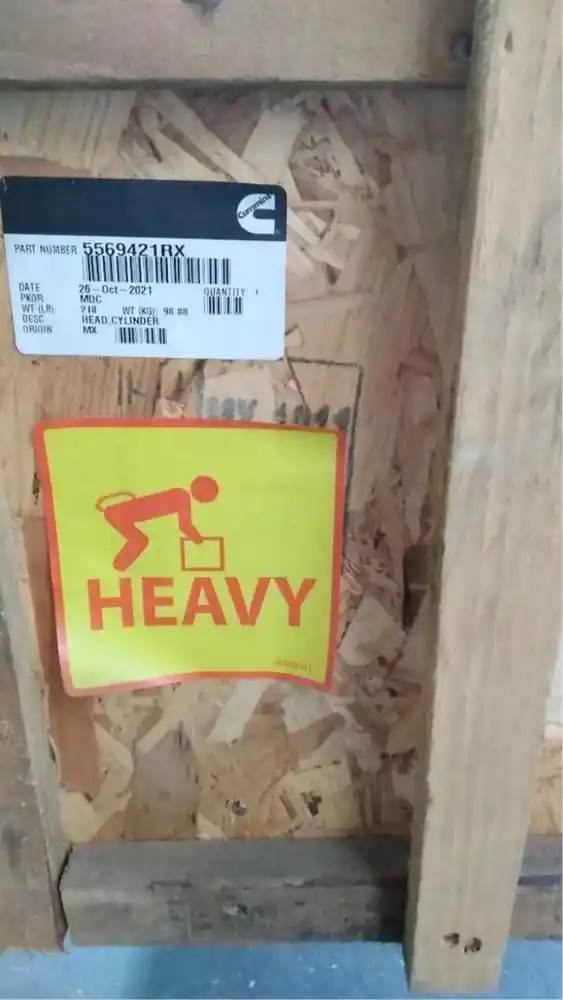 Cummins
PART NUMBER 5569421RX
DATE 26-Oct-2021 QUANTITY 1
PKGR MDC
WT (LB) 218 WT (KG) 98.88
DESC HEAD,CYLINDER
ORIGIN MX
HEAVY